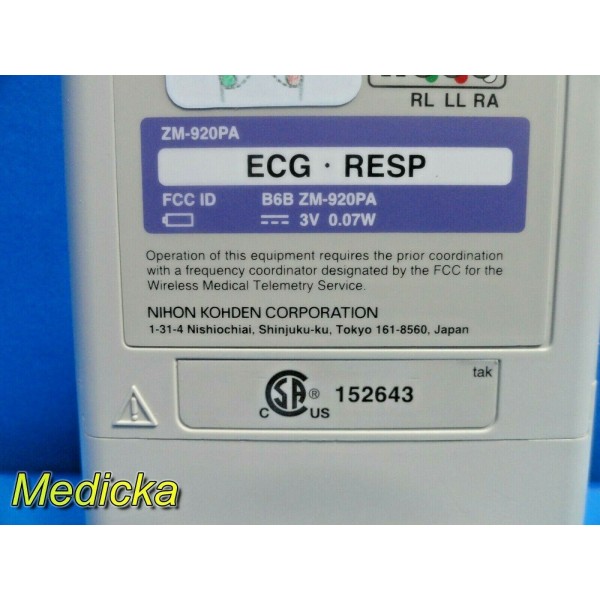 RL LL RA
ZM-920PA
ECG · RESP
FCC ID B6B ZM-920PA
3V 0.07W
Operation of this equipment requires the prior coordination
with a frequency coordinator designated by the FCC for the
Wireless Medical Telemetry Service.
NIHON KOHDEN CORPORATION
1-31-4 Nishiochiai, Shinjuku-ku, Tokyo 161-8560, Japan
tak
C SA ® US 152643
Medicka